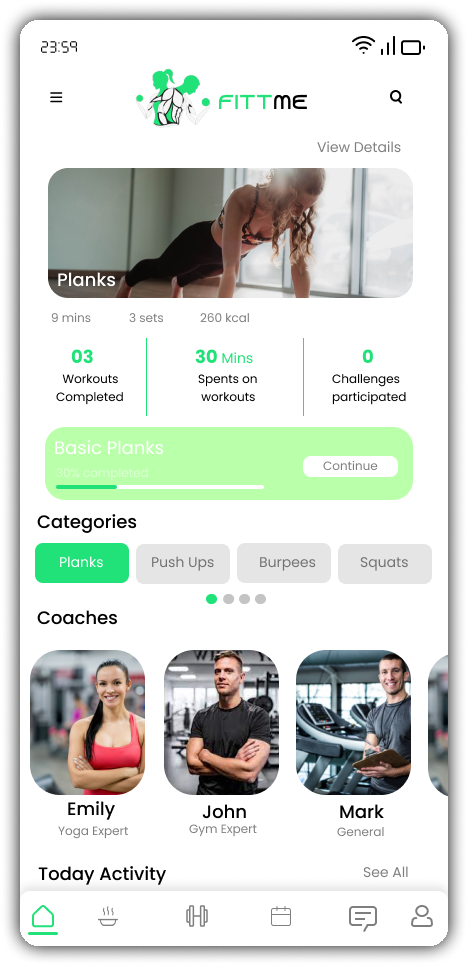 23:59
FITTME
View Details
Planks
9 mins 3 sets 260 kcal
03 30 Mins 0
Workouts Spents on Challenges
Completed workouts participated
Basic Planks
30% completed
Continue
Categories
Planks Push Ups Burpees Squats
Coaches
Emily John Mark
Yoga Expert Gym Expert General
Today Activity See All